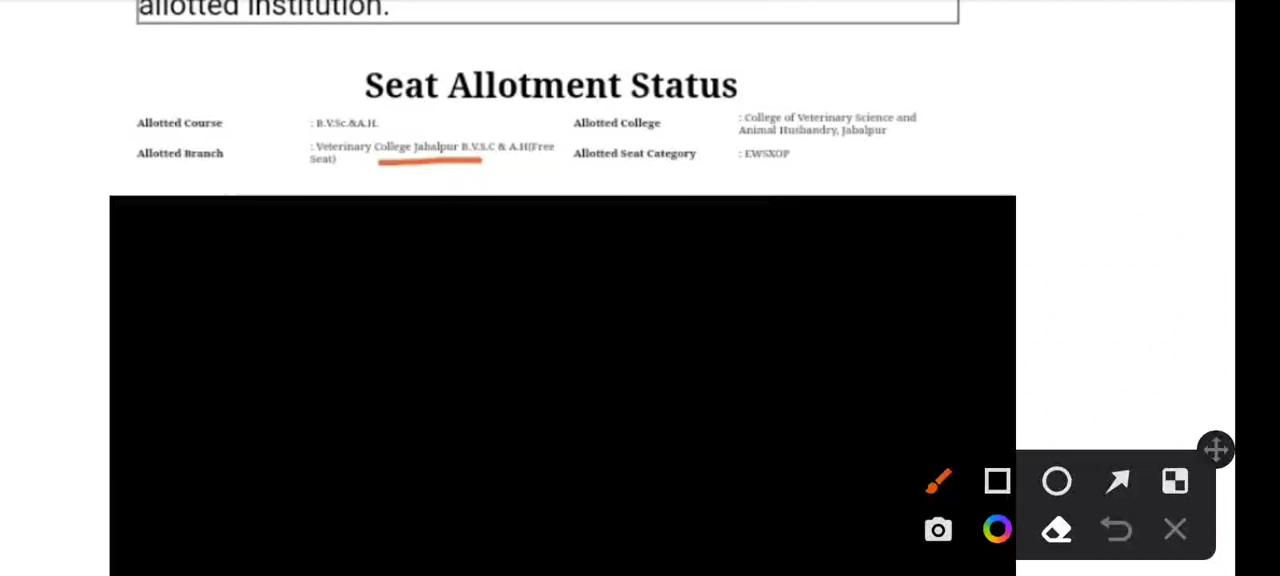 allotted institution.
Seat Allotment Status
Allotted Course : B.V.Sc.&A.H. Allotted College : College of Veterinary Science and Animal Husbandry, Jabalpur
Allotted Branch : Veterinary College Jabalpur B.V.S.C & A.H(Free Seat) Allotted Seat Category : EWSXOP